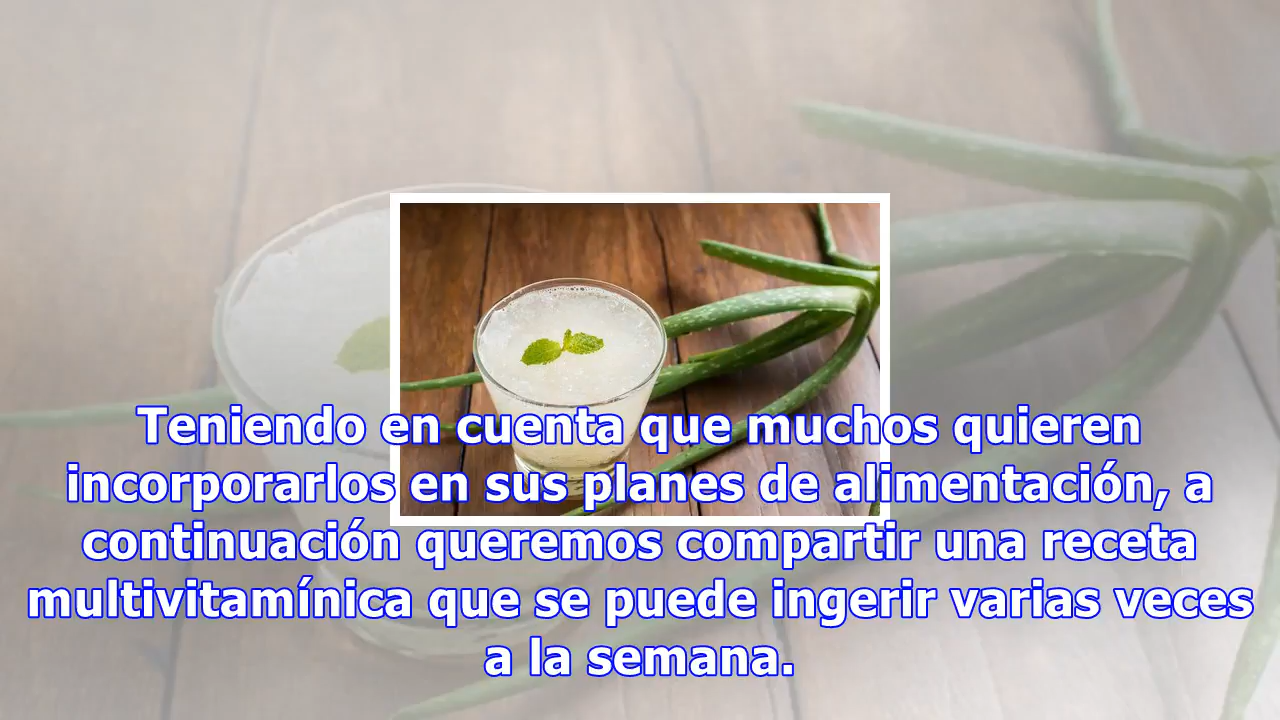 Teniendo en cuenta que muchos quieren
incorporarlos en sus planes de alimentación, a
continuación queremos compartir una receta
multivitamínica que se puede ingerir varias veces
a la semana.